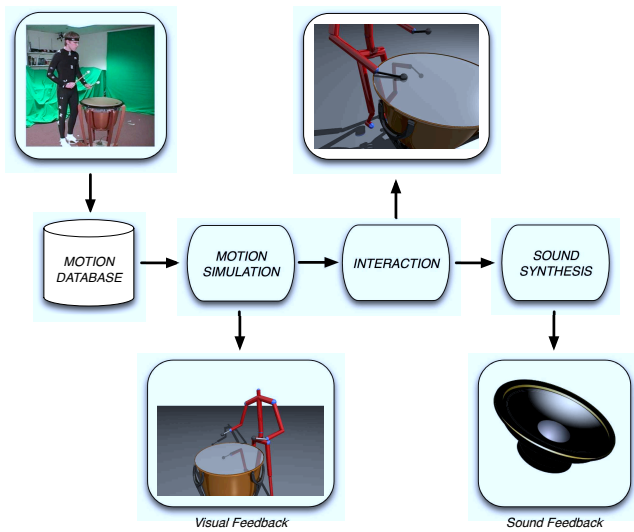 MOTION
DATABASE
MOTION
SIMULATION
INTERACTION
SOUND
SYNTHESIS
Visual Feedback
Sound Feedback